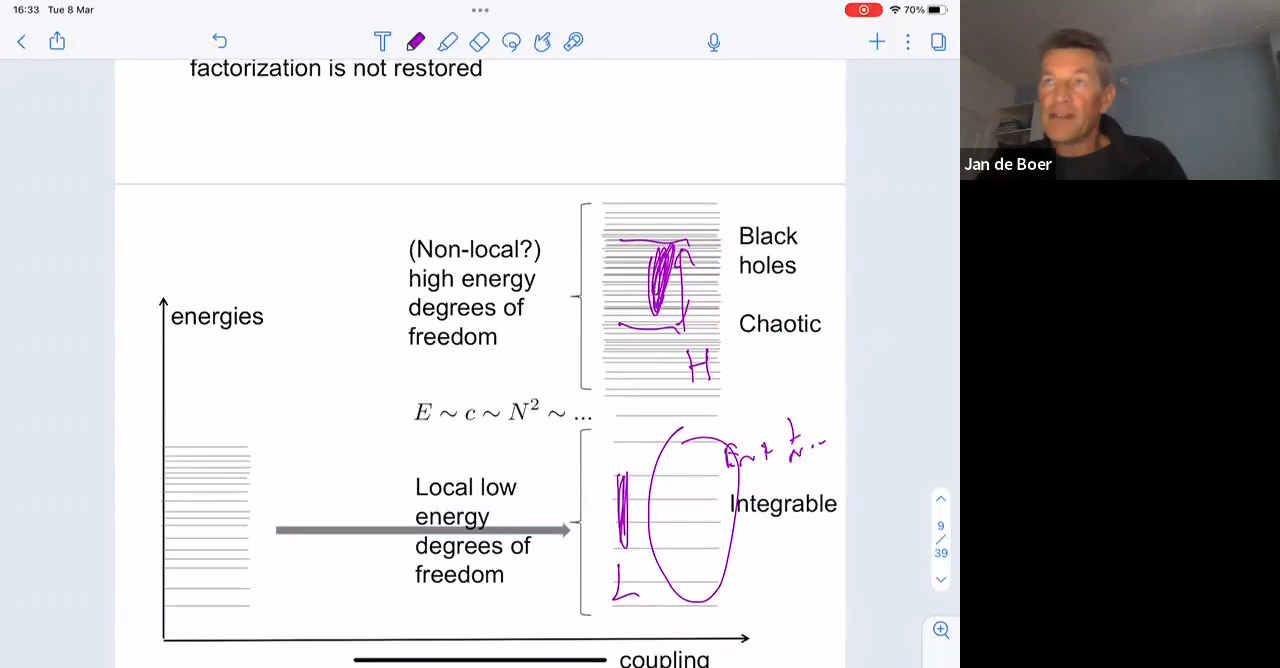 16:33 Tue 8 Mar
70%
factorization is not restored
Jan de Boer
energies
(Non-local?)
high energy
degrees of
freedom
Black
holes
Chaotic
H
E ∼ c ∼ N² ∼ ...
Local low
energy
degrees of
freedom
Integrable
L
coupling
9
/
39